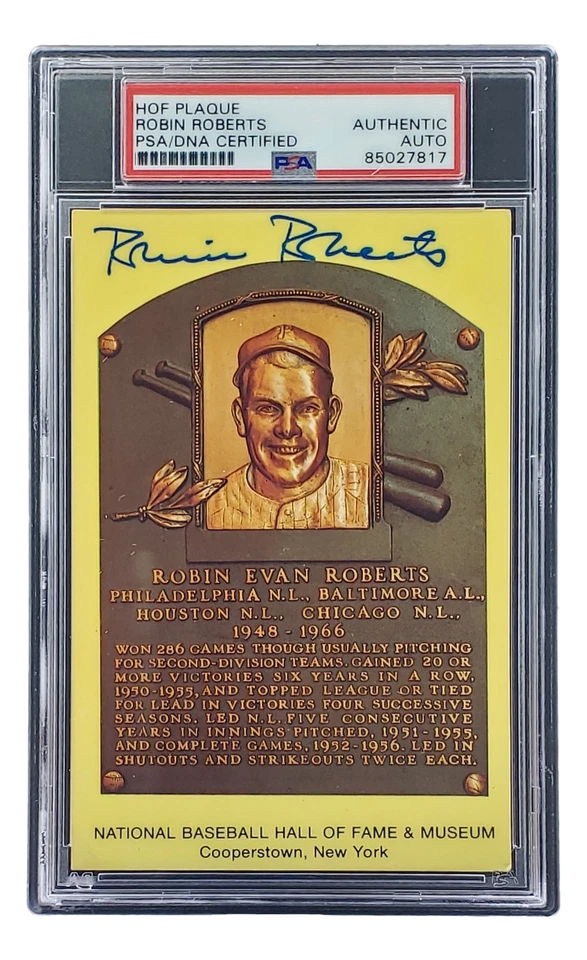 HOF PLAQUE
ROBIN ROBERTS
PSA/DNA CERTIFIED
AUTHENTIC
AUTO
85027817
PSA
Robin Roberts
ROBIN EVAN ROBERTS
PHILADELPHIA N.L., BALTIMORE A.L.,
HOUSTON N.L., CHICAGO N.L.,
1948 - 1966
WON 286 GAMES THOUGH USUALLY PITCHING
FOR SECOND-DIVISION TEAMS. GAINED 20 OR
MORE VICTORIES SIX YEARS IN A ROW,
1950-1955, AND TOPPED LEAGUE OR TIED
FOR LEAD IN VICTORIES FOUR SUCCESSIVE
SEASONS. LED N.L. FIVE CONSECUTIVE
YEARS IN INNINGS PITCHED, 1951-1955,
AND COMPLETE GAMES, 1952-1956. LED IN
SHUTOUTS AND STRIKEOUTS TWICE EACH.
NATIONAL BASEBALL HALL OF FAME & MUSEUM
Cooperstown, New York